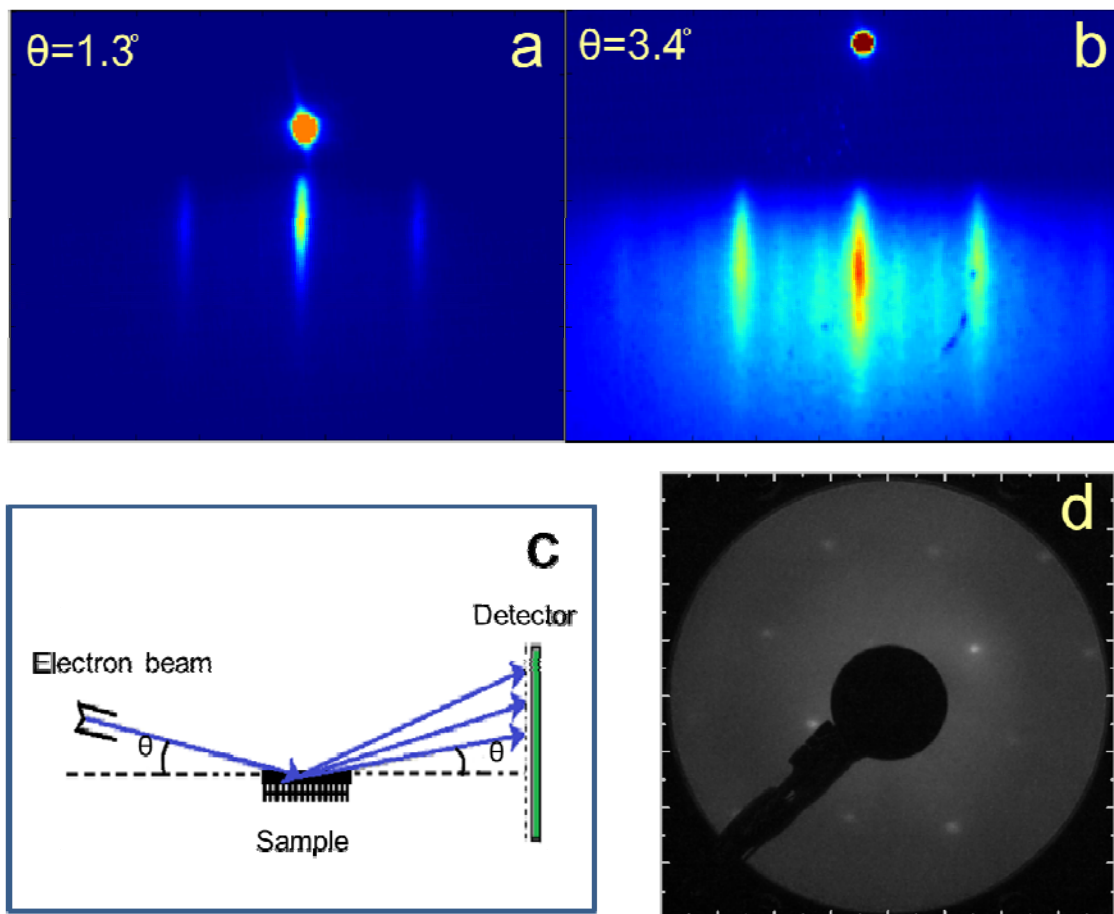 θ=1.3°
a
θ=3.4°
b
c
Detector
Electron beam
θ
θ
Sample
d